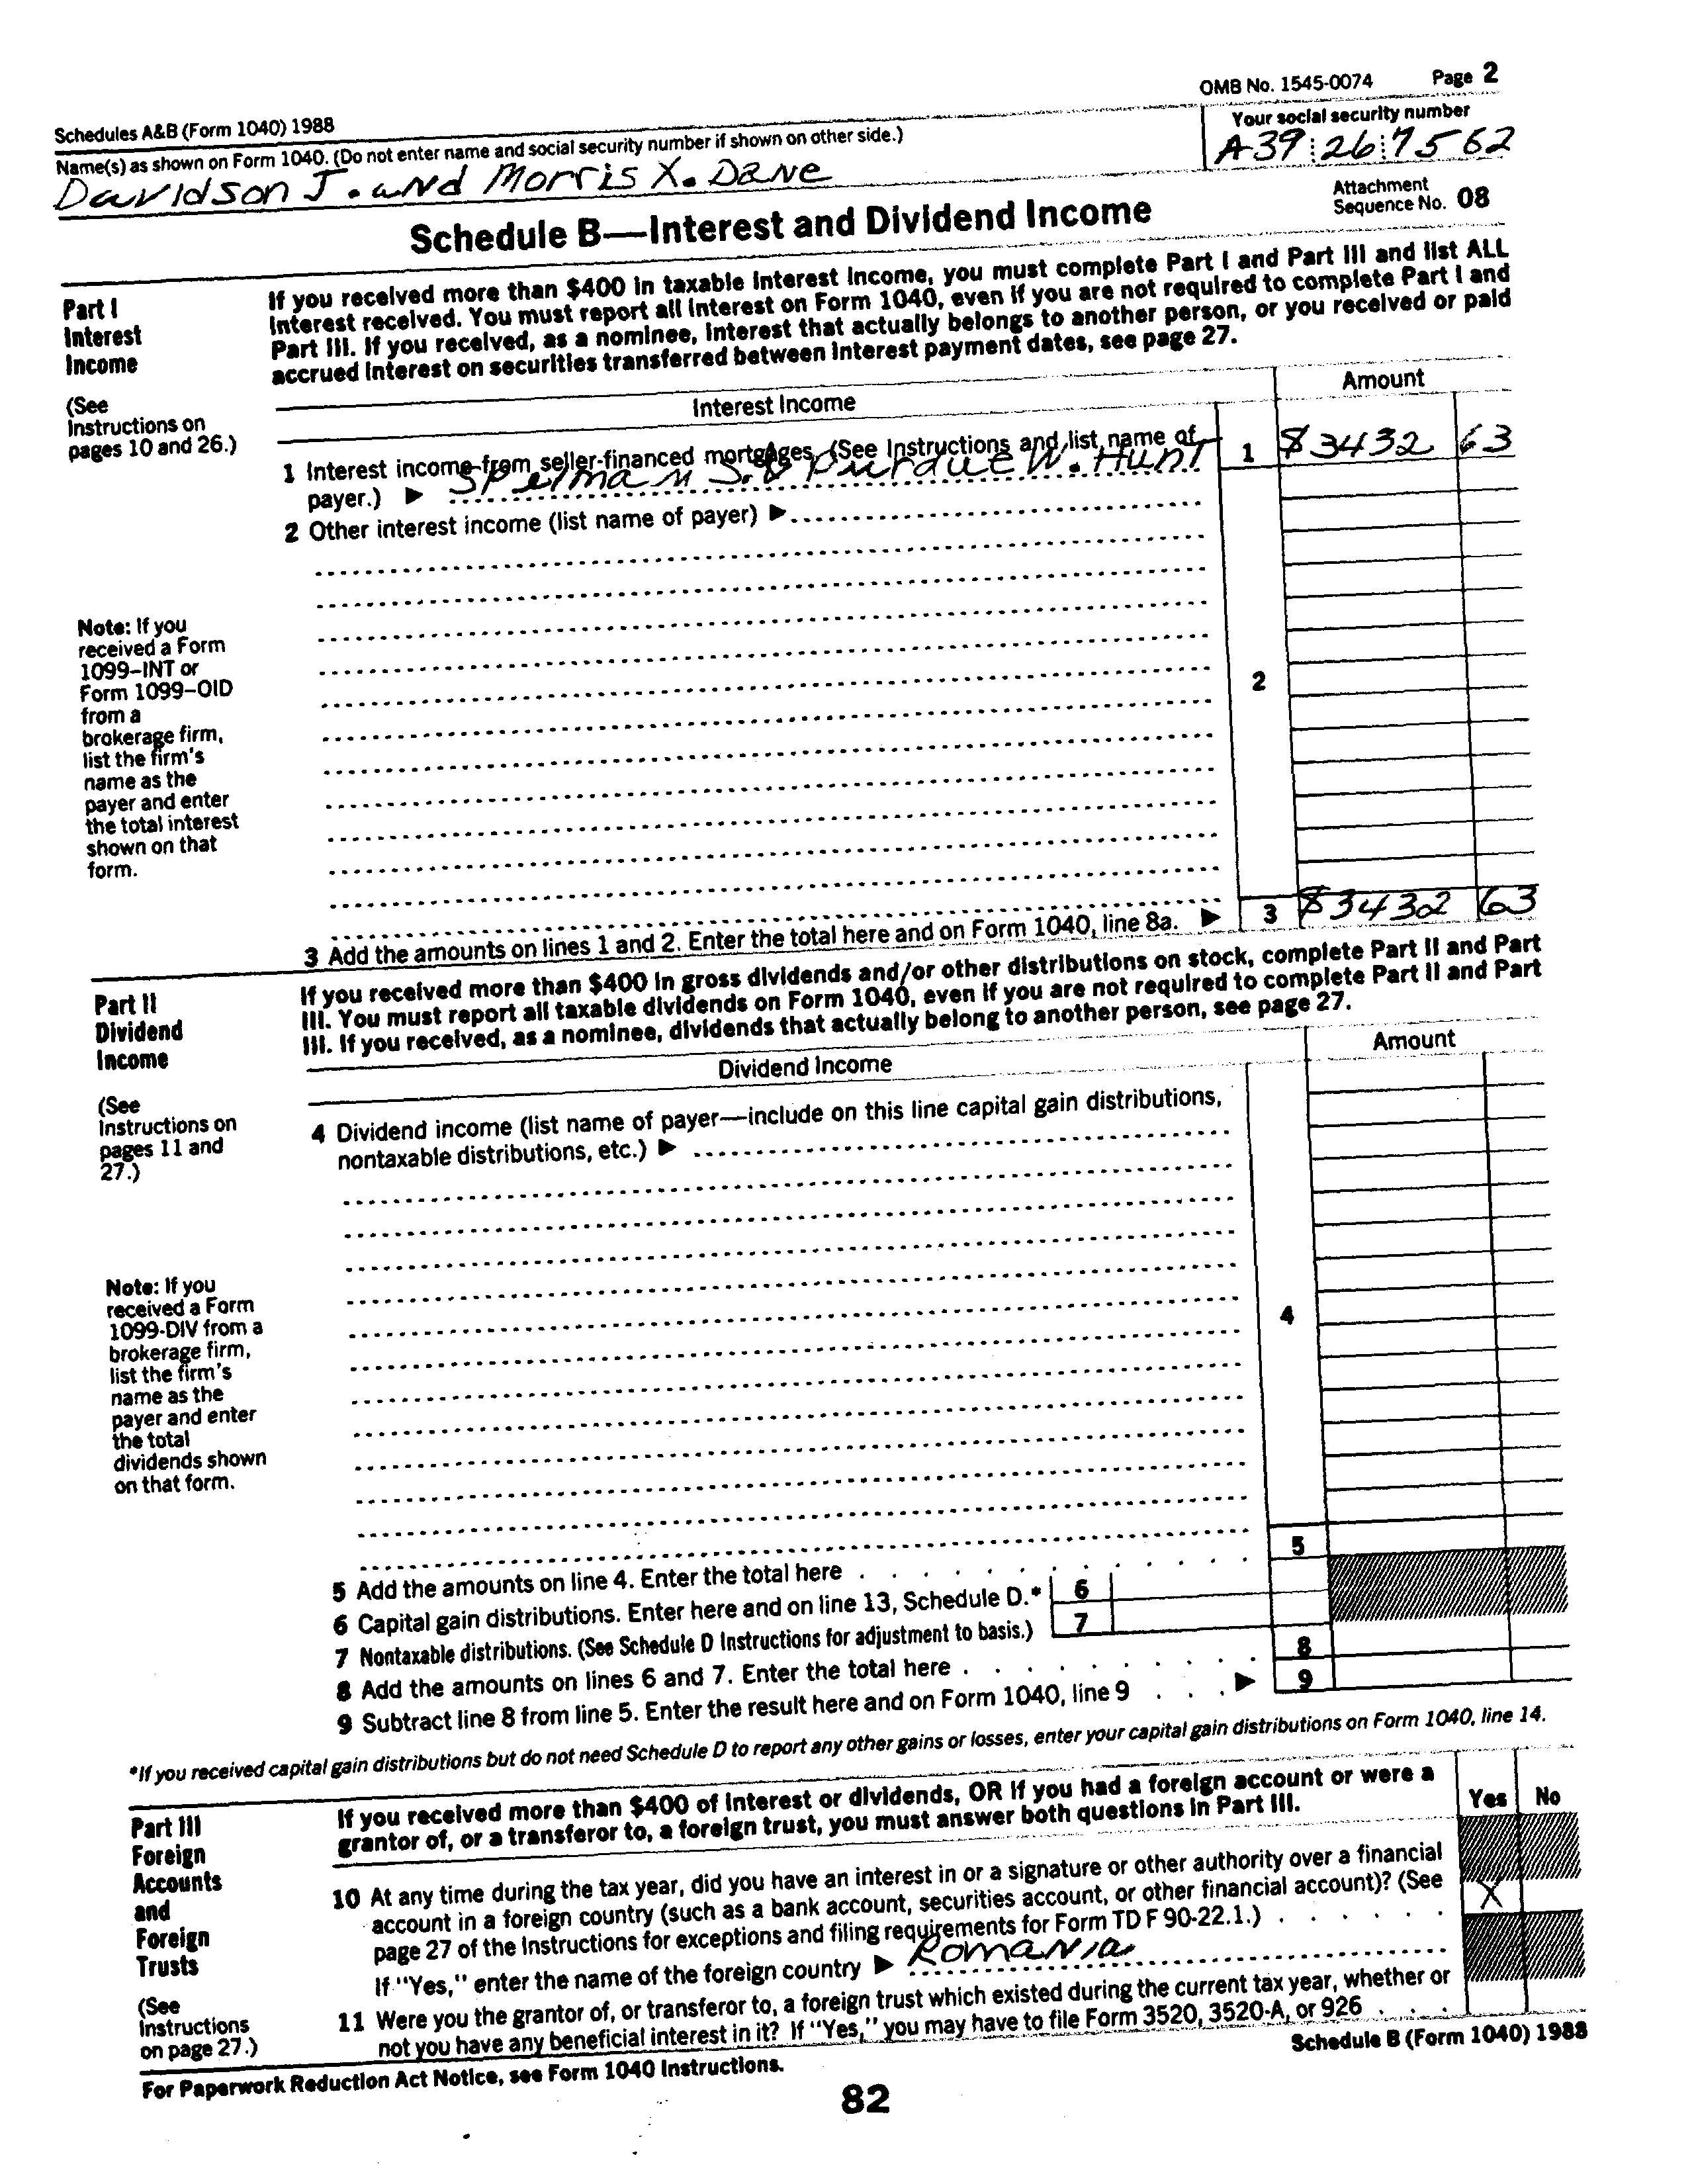 OMB No. 1545-0074 Page 2
Schedules A&B (Form 1040) 1988
Name(s) as shown on Form 1040. (Do not enter name and social security number if shown on other side.)
Your social security number
Davidson J. and Morris X. Dane
A39 26 7562
Attachment
Sequence No. 08
Schedule B—Interest and Dividend Income
Part I
Interest
Income
(See
Instructions on
pages 10 and 26.)
If you received more than $400 in taxable interest income, you must complete Part I and Part III and list ALL
interest received. You must report all interest on Form 1040, even if you are not required to complete Part I and
Part III. If you received, as a nominee, interest that actually belongs to another person, or you received or paid
accrued interest on securities transferred between interest payment dates, see page 27.
Interest Income
Amount
1 Interest income from seller-financed mortgages. (See Instructions and list name of
payer.) ▶ Spelman S. & Purdue W. Hunt
1 $3432 63
2 Other interest income (list name of payer) ▶
Note: If you
received a Form
1099–INT or
Form 1099–OID
from a
brokerage firm,
list the firm's
name as the
payer and enter
the total interest
shown on that
form.
2
3 Add the amounts on lines 1 and 2. Enter the total here and on Form 1040, line 8a. ▶ 3 $3432 63
Part II
Dividend
Income
(See
Instructions on
pages 11 and
27.)
If you received more than $400 in gross dividends and/or other distributions on stock, complete Part II and Part
III. You must report all taxable dividends on Form 1040, even if you are not required to complete Part II and Part
III. If you received, as a nominee, dividends that actually belong to another person, see page 27.
Dividend Income
Amount
4 Dividend income (list name of payer—include on this line capital gain distributions,
nontaxable distributions, etc.) ▶
Note: If you
received a Form
1099-DIV from a
brokerage firm,
list the firm's
name as the
payer and enter
the total
dividends shown
on that form.
4
5 Add the amounts on line 4. Enter the total here 5
6 Capital gain distributions. Enter here and on line 13, Schedule D.* 6
7 Nontaxable distributions. (See Schedule D Instructions for adjustment to basis.) 7
8 Add the amounts on lines 6 and 7. Enter the total here 8
9 Subtract line 8 from line 5. Enter the result here and on Form 1040, line 9 ▶ 9
*If you received capital gain distributions but do not need Schedule D to report any other gains or losses, enter your capital gain distributions on Form 1040, line 14.
Part III
Foreign
Accounts
and
Foreign
Trusts
(See
Instructions
on page 27.)
If you received more than $400 of interest or dividends, OR if you had a foreign account or were a
grantor of, or a transferor to, a foreign trust, you must answer both questions in Part III.
Yes No
10 At any time during the tax year, did you have an interest in or a signature or other authority over a financial
account in a foreign country (such as a bank account, securities account, or other financial account)? (See
page 27 of the Instructions for exceptions and filing requirements for Form TD F 90-22.1.) X
If "Yes," enter the name of the foreign country ▶ Romania
11 Were you the grantor of, or transferor to, a foreign trust which existed during the current tax year, whether or
not you have any beneficial interest in it? If "Yes," you may have to file Form 3520, 3520-A, or 926
For Paperwork Reduction Act Notice, see Form 1040 Instructions.
Schedule B (Form 1040) 1988
82